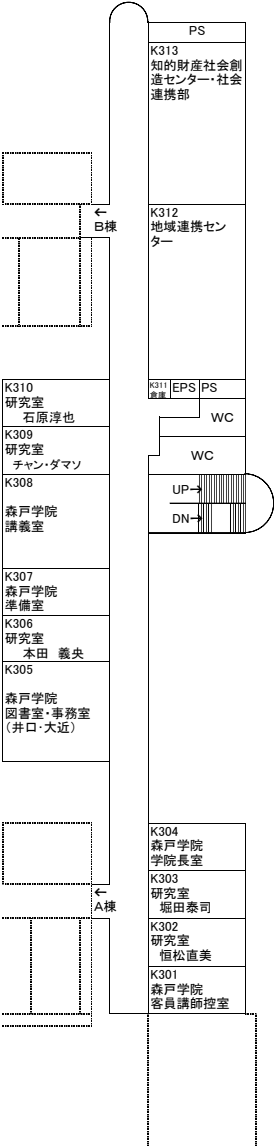 PS
K313
知的財産社会創
造センター・社会
連携部
←
B棟
K312
地域連携セン
ター
K311
倉庫
EPS
PS
WC
WC
K310
研究室
石原淳也
K309
研究室
チャン・ダマソ
K308
森戸学院
講義室
UP→
DN→
K307
森戸学院
準備室
K306
研究室
本田 義央
K305
森戸学院
図書室・事務室
(井口・大近)
K304
森戸学院
学院長室
←
A棟
K303
研究室
堀田泰司
K302
研究室
恒松直美
K301
森戸学院
客員講師控室